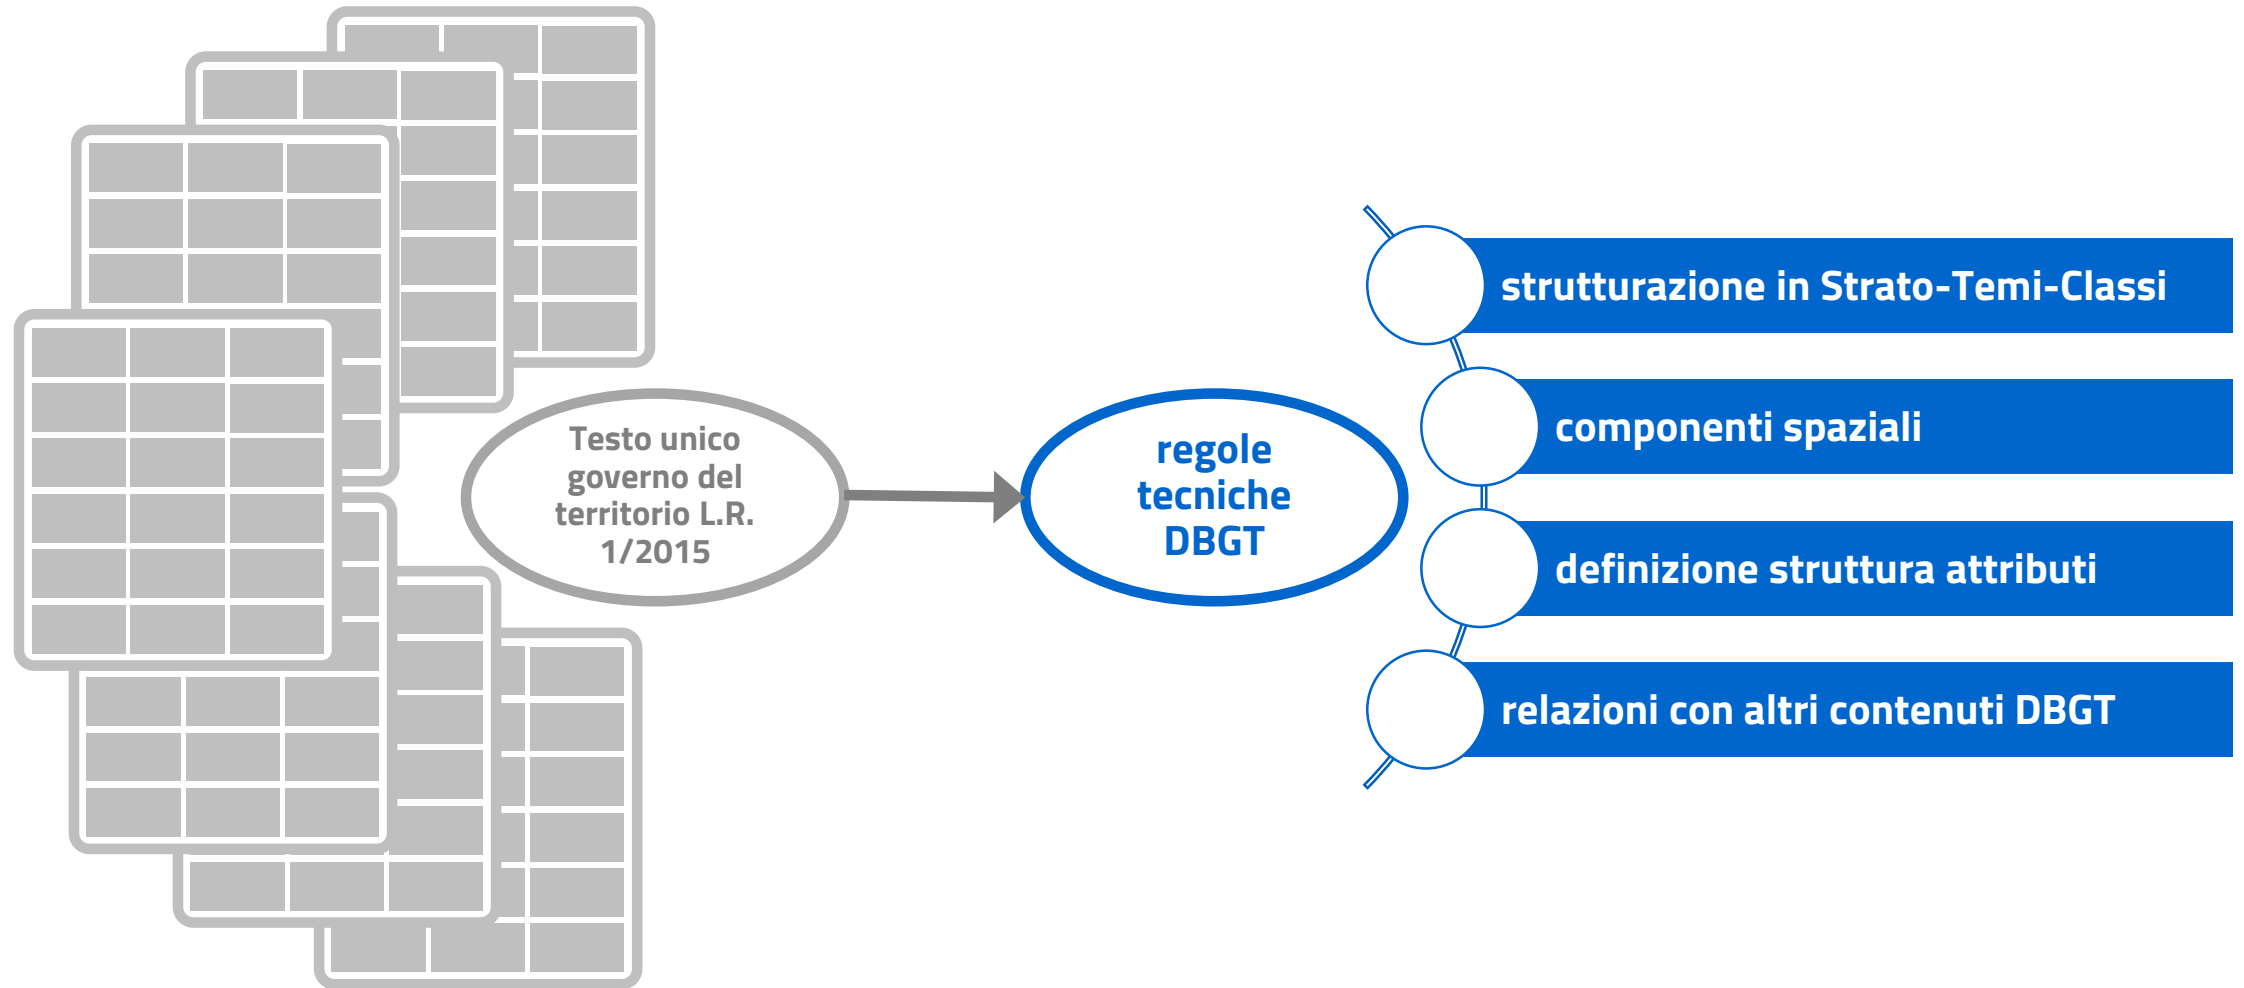 Testo unico
governo del
territorio L.R.
1/2015
regole
tecniche
DBGT
strutturazione in Strato-Temi-Classi
componenti spaziali
definizione struttura attributi
relazioni con altri contenuti DBGT